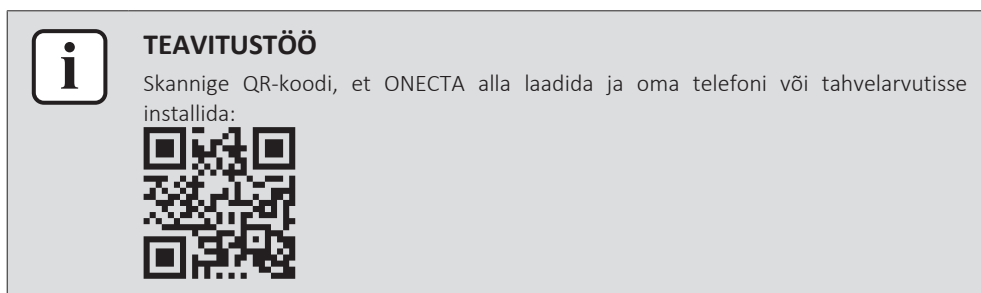 i
TEAVITUSTÖÖ
Skannige QR-koodi, et ONECTA alla laadida ja oma telefoni või tahvelarvutisse
installida: